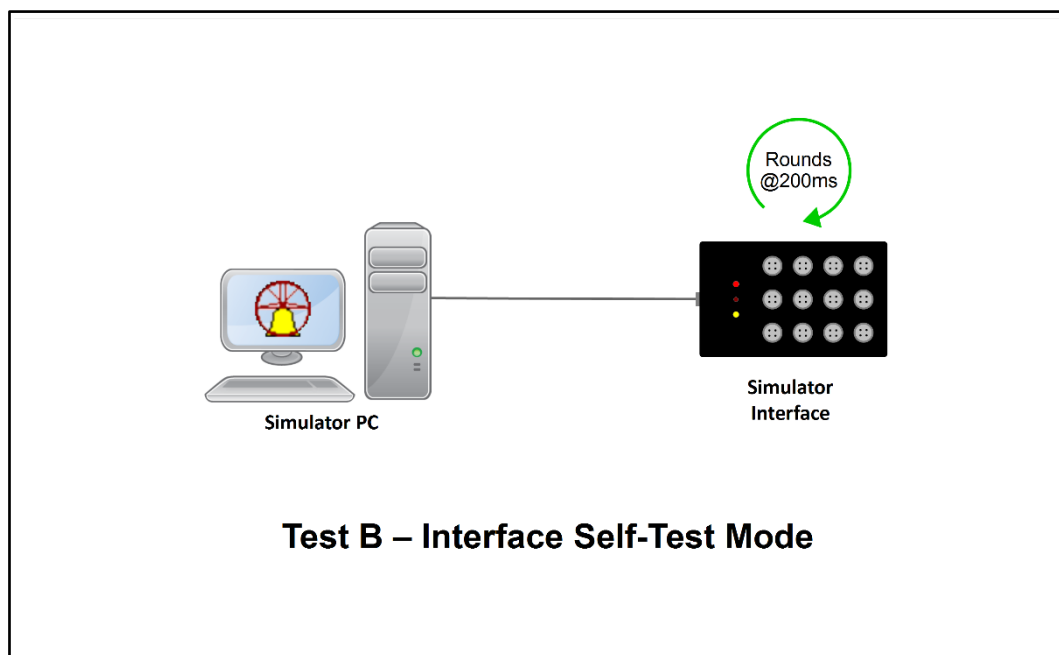 Rounds
@200ms
Simulator PC
Simulator
Interface
Test B – Interface Self-Test Mode